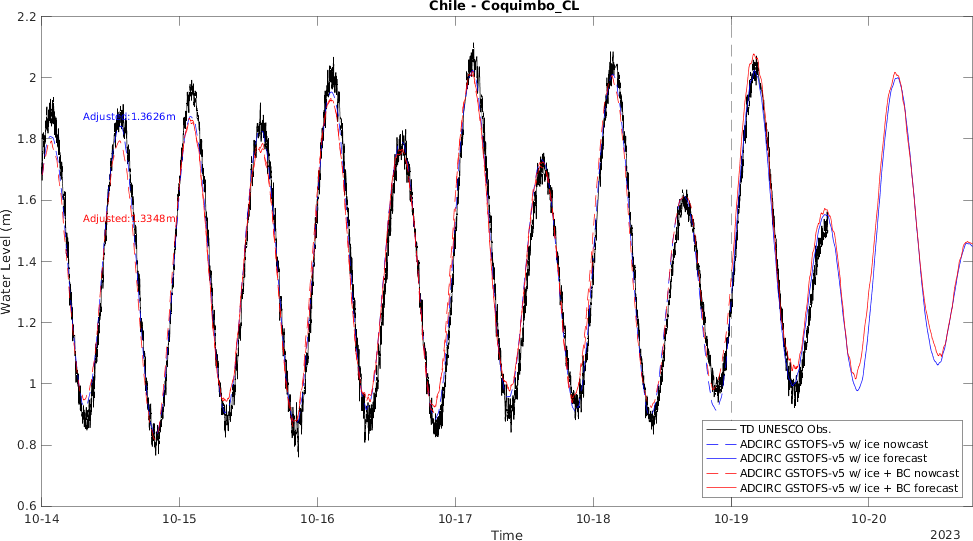 Chile - Coquimbo_CL
2.2
2
1.8
1.6
1.4
1.2
1
0.8
0.6
Water Level (m)
Adjusted:1.3626m
Adjusted:1.3348m
TD UNESCO Obs.
ADCIRC GSTOFS-v5 w/ ice nowcast
ADCIRC GSTOFS-v5 w/ ice forecast
ADCIRC GSTOFS-v5 w/ ice + BC nowcast
ADCIRC GSTOFS-v5 w/ ice + BC forecast
10-14 10-15 10-16 10-17 10-18 10-19 10-20
Time
2023